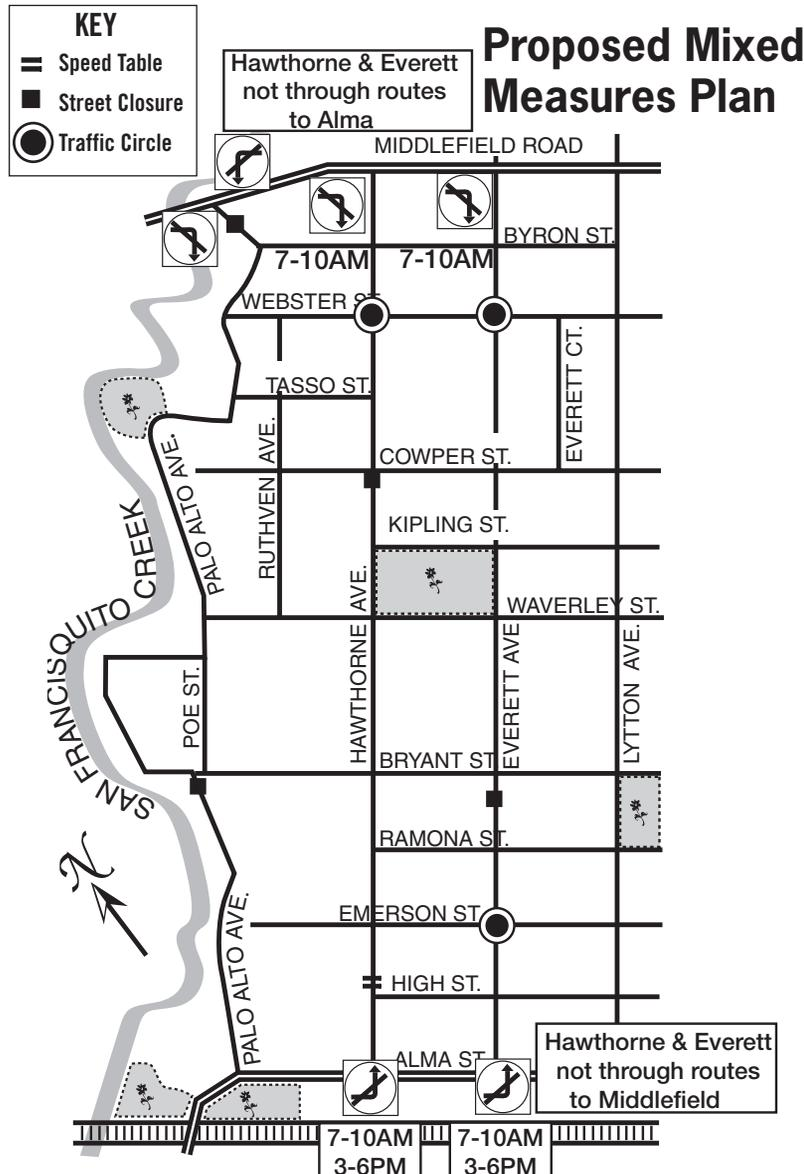 KEY
Speed Table
Street Closure
Traffic Circle
Hawthorne & Everett
not through routes
to Alma
Proposed Mixed
Measures Plan
MIDDLEFIELD ROAD
BYRON ST.
7-10AM
7-10AM
WEBSTER ST.
EVERETT CT.
TASSO ST.
RUTHVEN AVE.
PALO ALTO AVE.
COWPER ST.
KIPLING ST.
SAN FRANCISQUITO CREEK
HAWTHORNE AVE.
WAVERLEY ST.
EVERETT AVE
LYTTON AVE.
POE ST.
BRYANT ST
RAMONA ST.
N
PALO ALTO AVE.
EMERSON ST
HIGH ST.
ALMA ST
Hawthorne & Everett
not through routes
to Middlefield
7-10AM
3-6PM
7-10AM
3-6PM